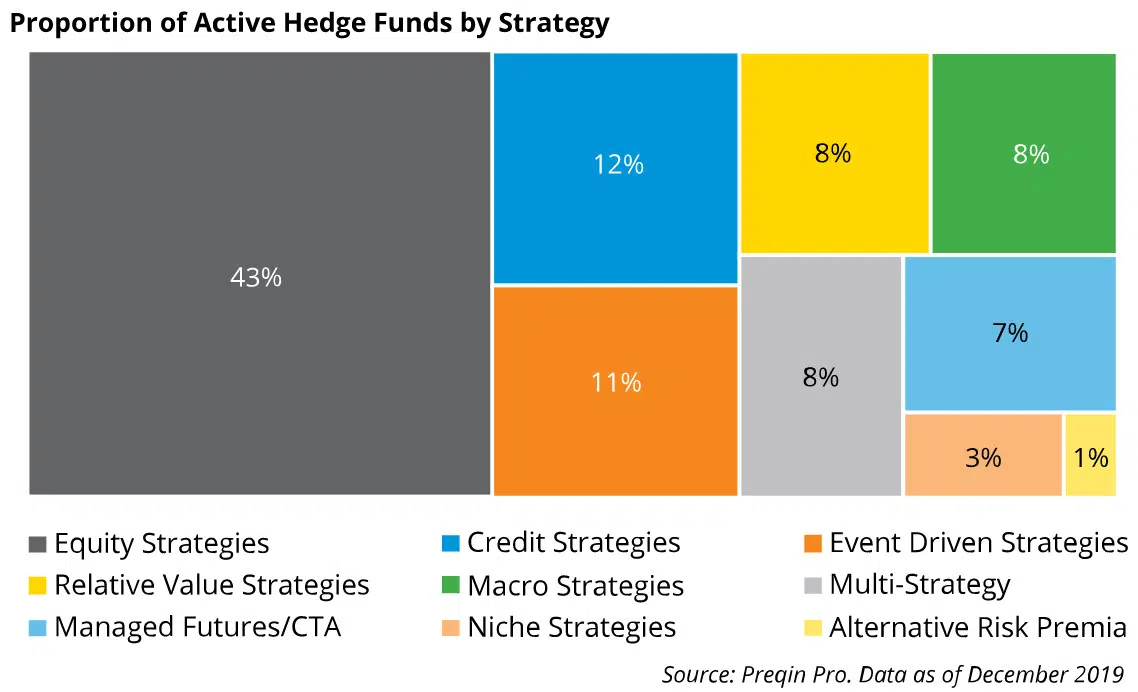 Proportion of Active Hedge Funds by Strategy
43%
12%
8%
8%
11%
8%
7%
3%
1%
Equity Strategies
Credit Strategies
Event Driven Strategies
Relative Value Strategies
Macro Strategies
Multi-Strategy
Managed Futures/CTA
Niche Strategies
Alternative Risk Premia
Source: Preqin Pro. Data as of December 2019